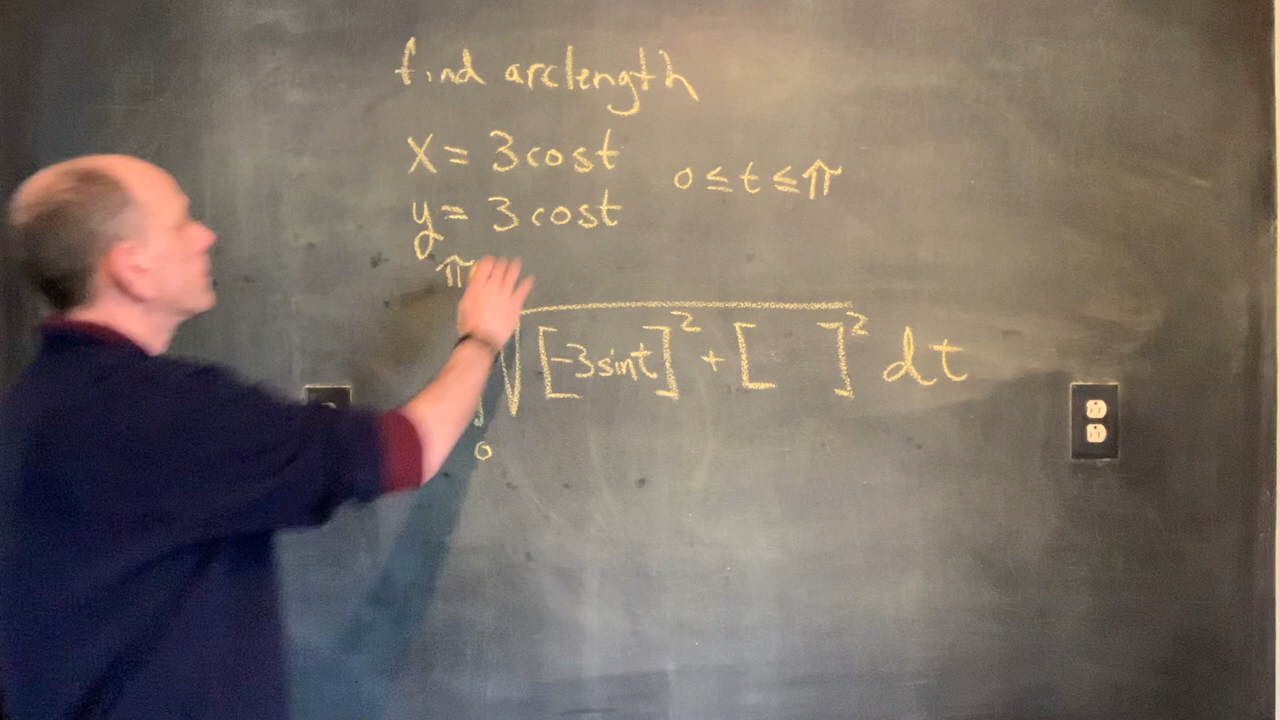 find arclength
x = 3cost 0 ≤ t ≤ π
y = 3cost
π
√[-3sint]² + [ ]² dt
0